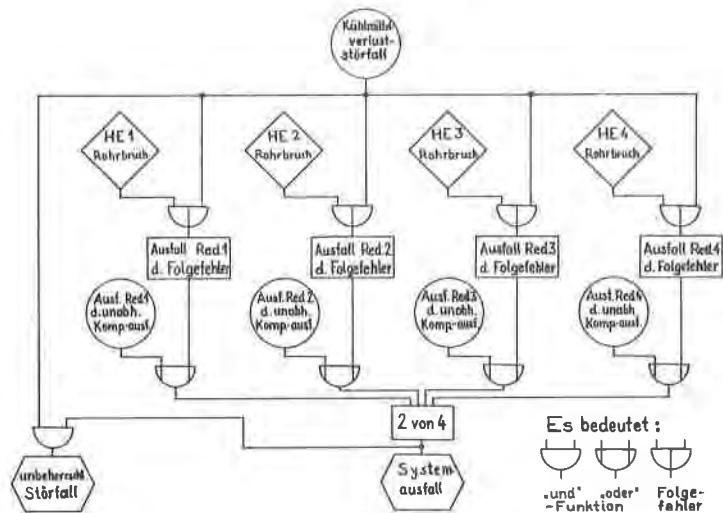 Kühlmittel
verlust-
störfall
HE 1
Rohrbruch
HE 2
Rohrbruch
HE 3
Rohrbruch
HE 4
Rohrbruch
Ausfall Red.1
d. Folgefehler
Ausfall Red.2
d. Folgefehler
Ausfall Red.3
d. Folgefehler
Ausfall Red.4
d. Folgefehler
Ausf. Red.1
d. unabh.
Komp-ausf.
Ausf. Red.2
d. unabh.
Komp-ausf.
Ausf. Red.3
d. unabh.
Komp-ausf.
Ausf. Red.4
d. unabh.
Komp-ausf.
2 von 4
unbeherrscht
Störfall
System-
ausfall
Es bedeutet :
„und" „oder" Folge-
-Funktion fehler